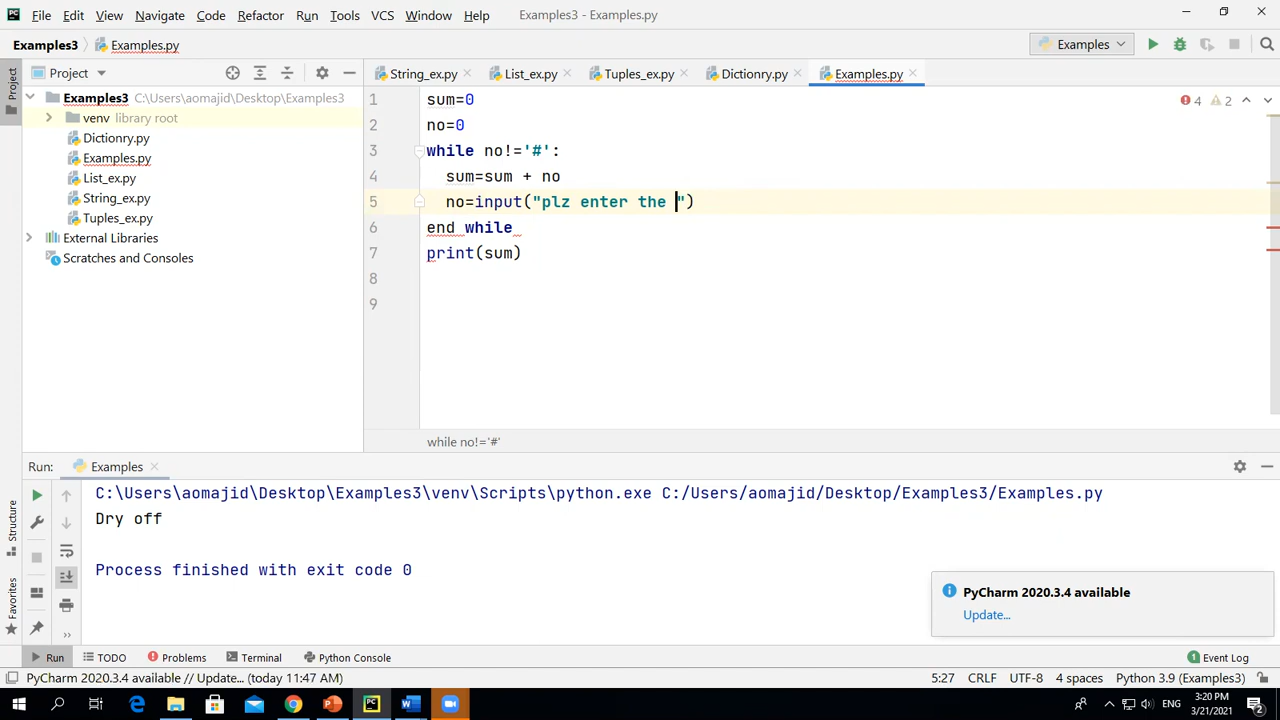 File Edit View Navigate Code Refactor Run Tools VCS Window Help Examples3 - Examples.py
Examples3 Examples.py Examples
Project Project String_ex.py List_ex.py Tuples_ex.py Dictionry.py Examples.py
Examples3 C:\Users\aomajid\Desktop\Examples3
venv library root
Dictionry.py
Examples.py
List_ex.py
String_ex.py
Tuples_ex.py
External Libraries
Scratches and Consoles
4 2
1 sum=0
2 no=0
3 while no!='#':
4 sum=sum + no
5 no=input("plz enter the ")
6 end while
7 print(sum)
8
9
while no!='#'
Run: Examples
C:\Users\aomajid\Desktop\Examples3\venv\Scripts\python.exe C:/Users/aomajid/Desktop/Examples3/Examples.py
Dry off
Process finished with exit code 0
Structure
Favorites
PyCharm 2020.3.4 available
Update...
Run TODO Problems Terminal Python Console 1 Event Log
PyCharm 2020.3.4 available // Update... (today 11:47 AM) 5:27 CRLF UTF-8 4 spaces Python 3.9 (Examples3)
ENG 3:20 PM
3/21/2021 2